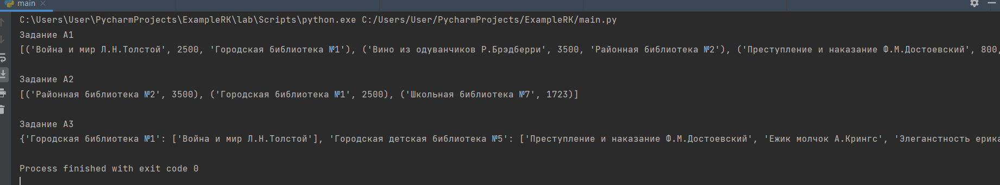 main
C:\Users\User\PycharmProjects\ExampleRK\lab\Scripts\python.exe C:/Users/User/PycharmProjects/ExampleRK/main.py
Задание А1
[('Война и мир Л.Н.Толстой', 2500, 'Городская библиотека №1'), ('Вино из одуванчиков Р.Брэдберри', 3500, 'Районная библиотека №2'), ('Преступление и наказание Ф.М.Достоевский', 800,
Задание А2
[('Районная библиотека №2', 3500), ('Городская библиотека №1', 2500), ('Школьная библиотека №7', 1723)]
Задание А3
{'Городская библиотека №1': ['Война и мир Л.Н.Толстой'], 'Городская детская библиотека №5': ['Преступление и наказание Ф.М.Достоевский', 'Ежик молчок А.Крингс', 'Элеганстность ерика
Process finished with exit code 0